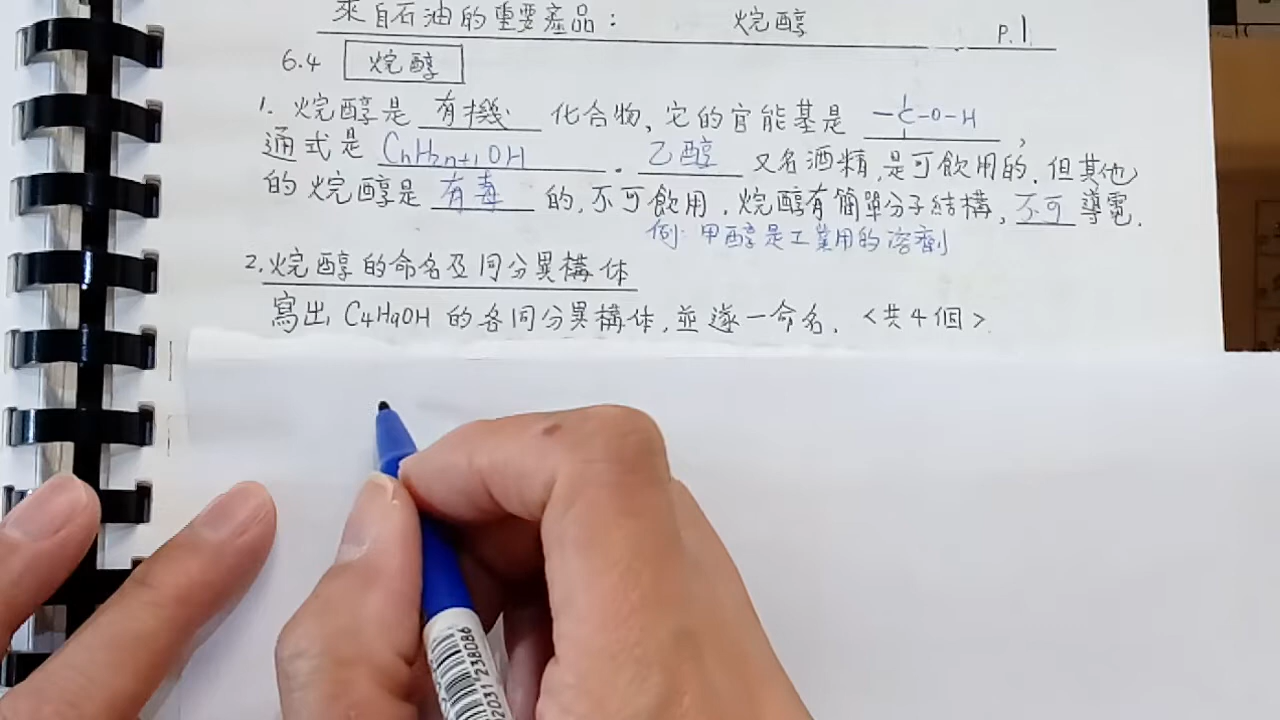 來自石油的重要產品： 烷醇 P.1
6.4 烷醇
1. 烷醇是 有機 化合物、它的官能基是 -C-O-H ，
通式是 CnH2n+1OH . 乙醇 又名酒精,是可飲用的. 但其他
的烷醇是 有毒 的,不可飲用. 烷醇有簡單分子結構, 不可 導電.
例: 甲醇是工業用的溶劑
2. 烷醇的命名及同分異構体
寫出 C4H9OH 的各同分異構体,並逐一命名. <共4個>
2031 238086